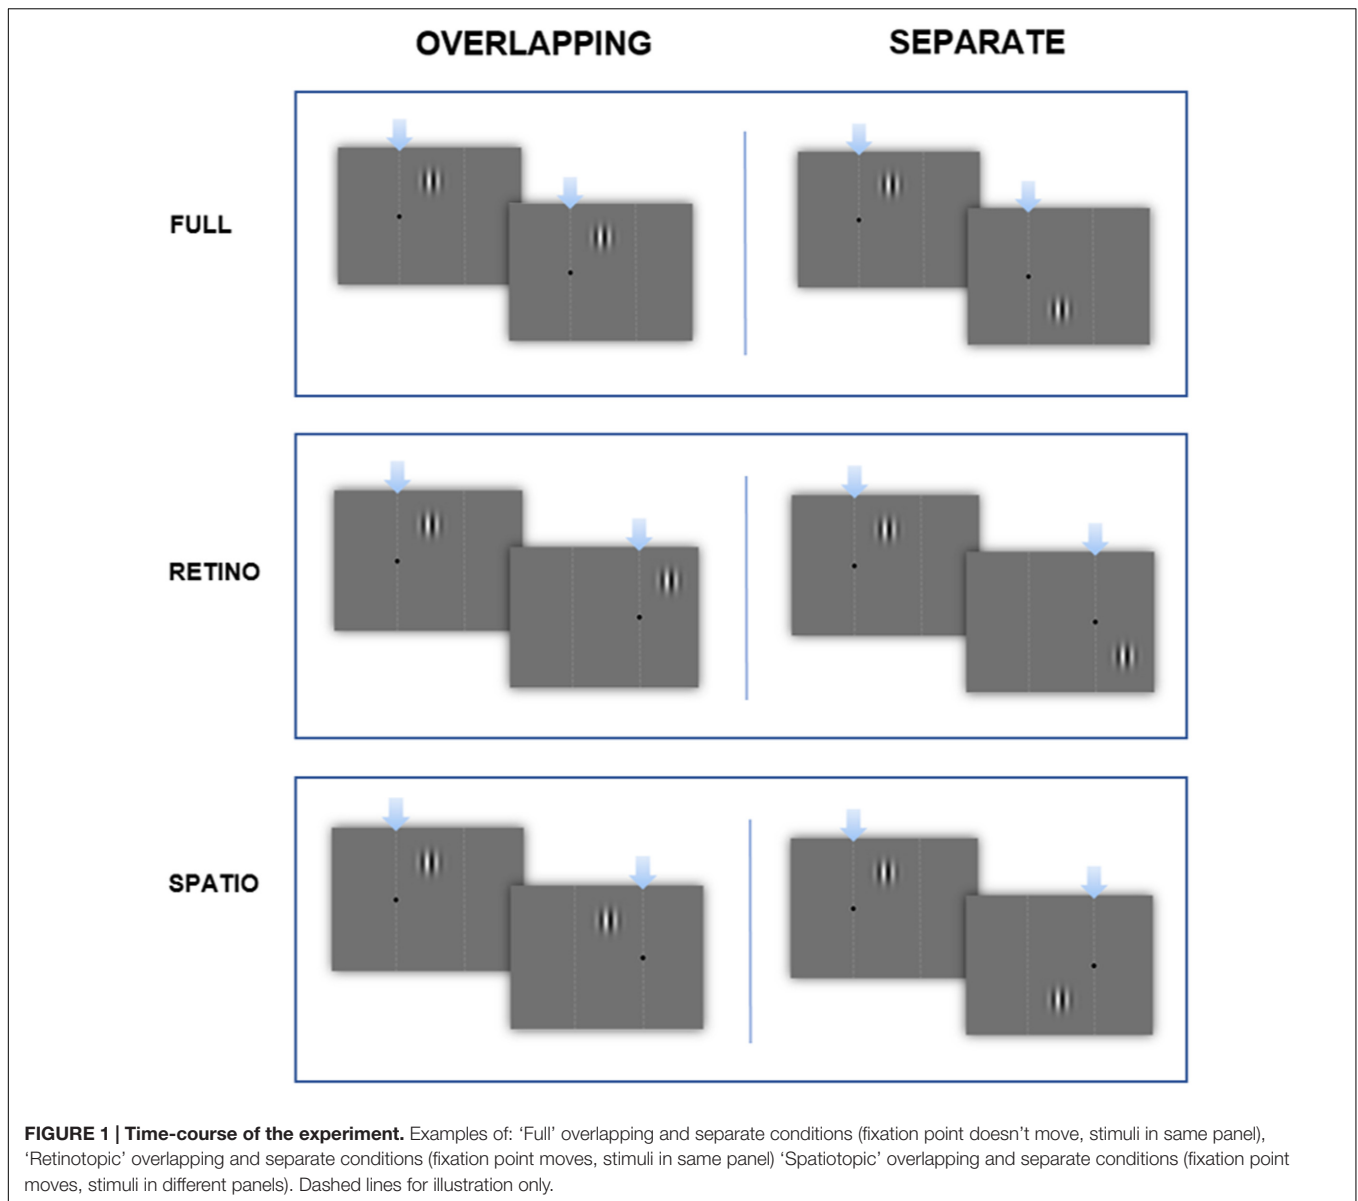 OVERLAPPING SEPARATE
FULL
RETINO
SPATIO
FIGURE 1 | Time-course of the experiment. Examples of: ‘Full’ overlapping and separate conditions (fixation point doesn’t move, stimuli in same panel),
‘Retinotopic’ overlapping and separate conditions (fixation point moves, stimuli in same panel) ‘Spatiotopic’ overlapping and separate conditions (fixation point
moves, stimuli in different panels). Dashed lines for illustration only.